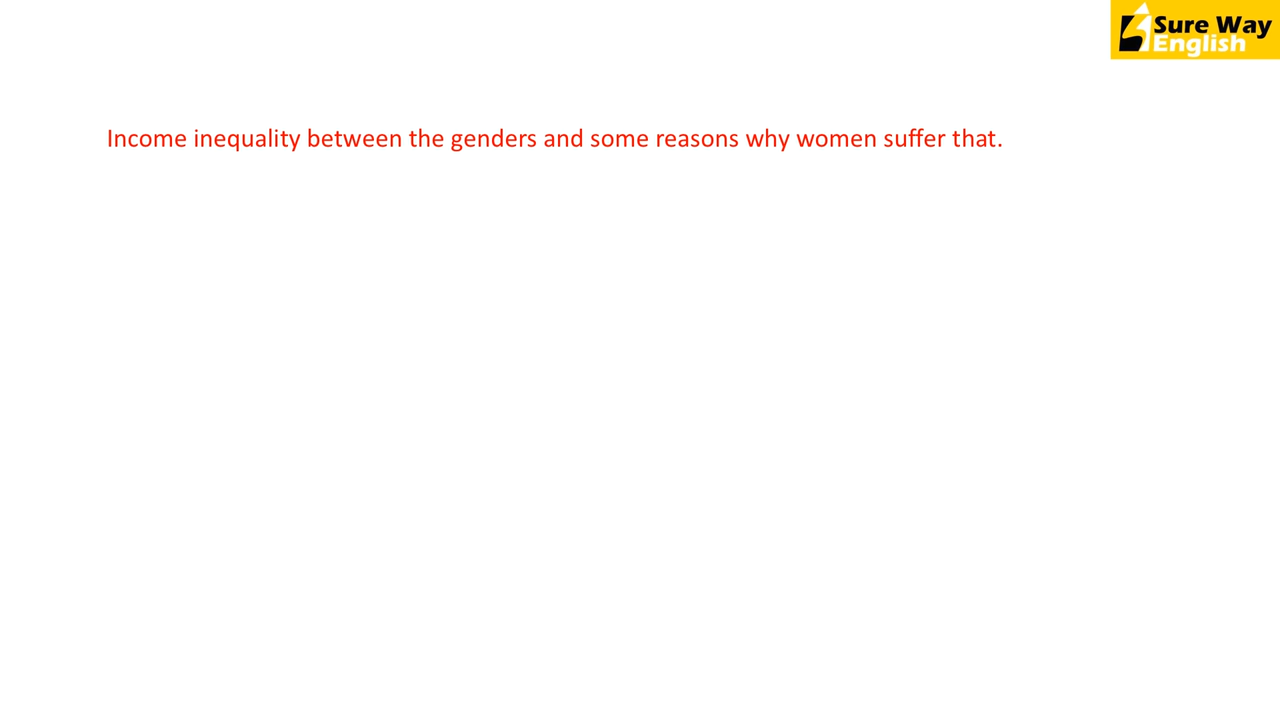 Sure Way
English
Income inequality between the genders and some reasons why women suffer that.